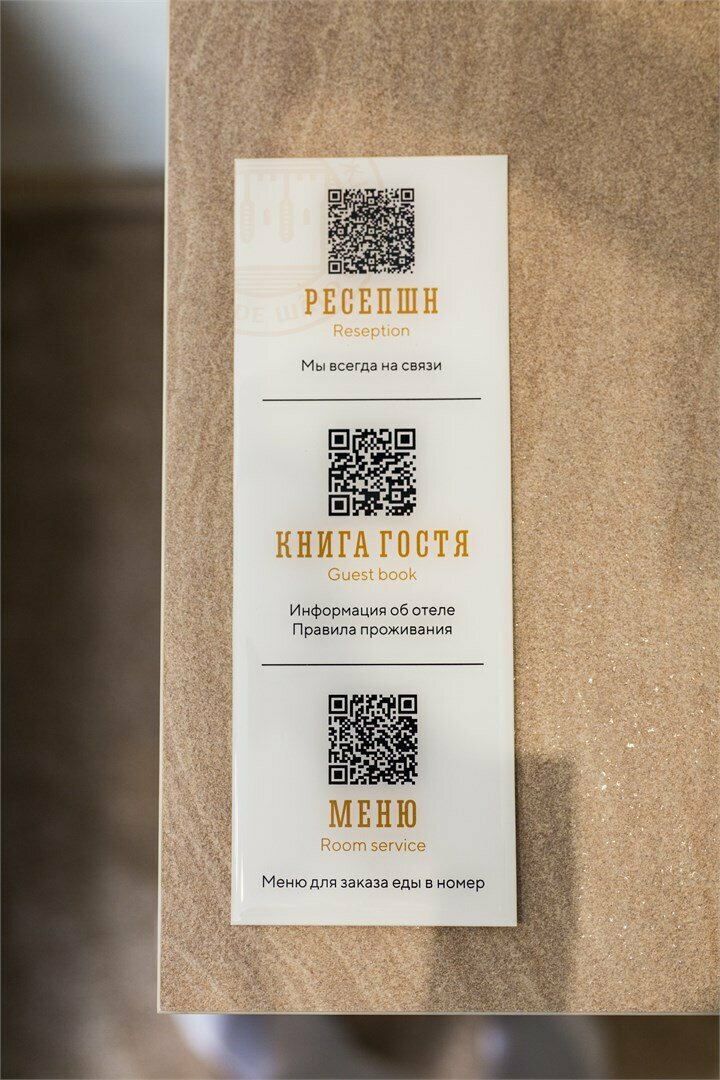 РЕСЕПШН
Reseption
Мы всегда на связи
КНИГА ГОСТЯ
Guest book
Информация об отеле
Правила проживания
МЕНЮ
Room service
Меню для заказа еды в номер